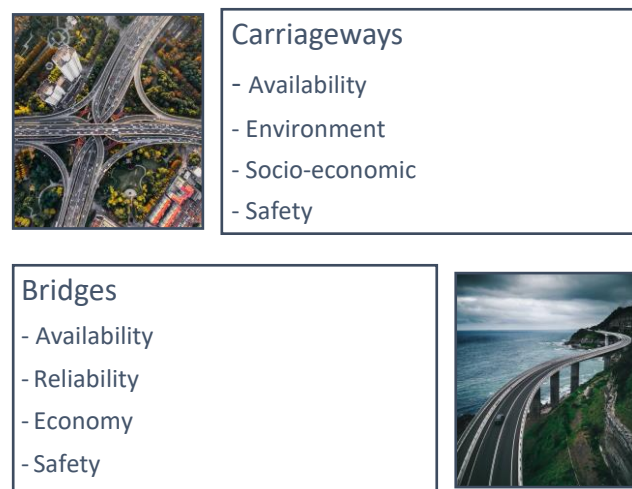 Carriageways
- Availability
- Environment
- Socio-economic
- Safety
Bridges
- Availability
- Reliability
- Economy
- Safety